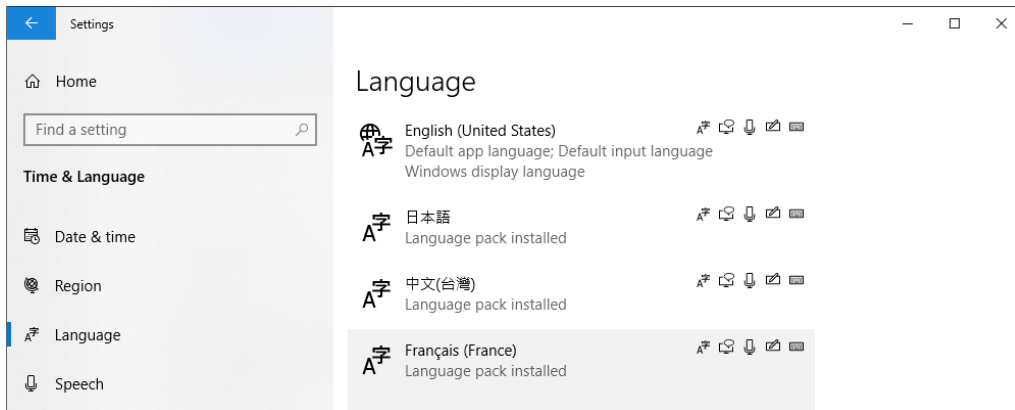 Settings
Home
Find a setting
Time & Language
Date & time
Region
Language
Speech
Language
English (United States)
Default app language; Default input language
Windows display language
日本語
Language pack installed
中文(台灣)
Language pack installed
Français (France)
Language pack installed